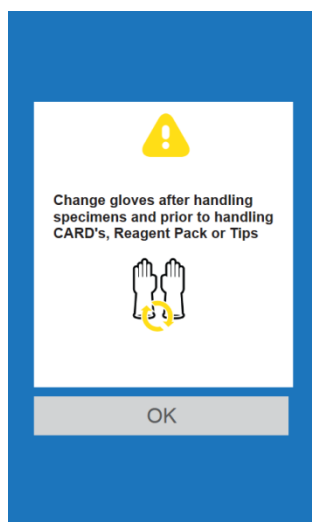 Change gloves after handling
specimens and prior to handling
CARD's, Reagent Pack or Tips
OK